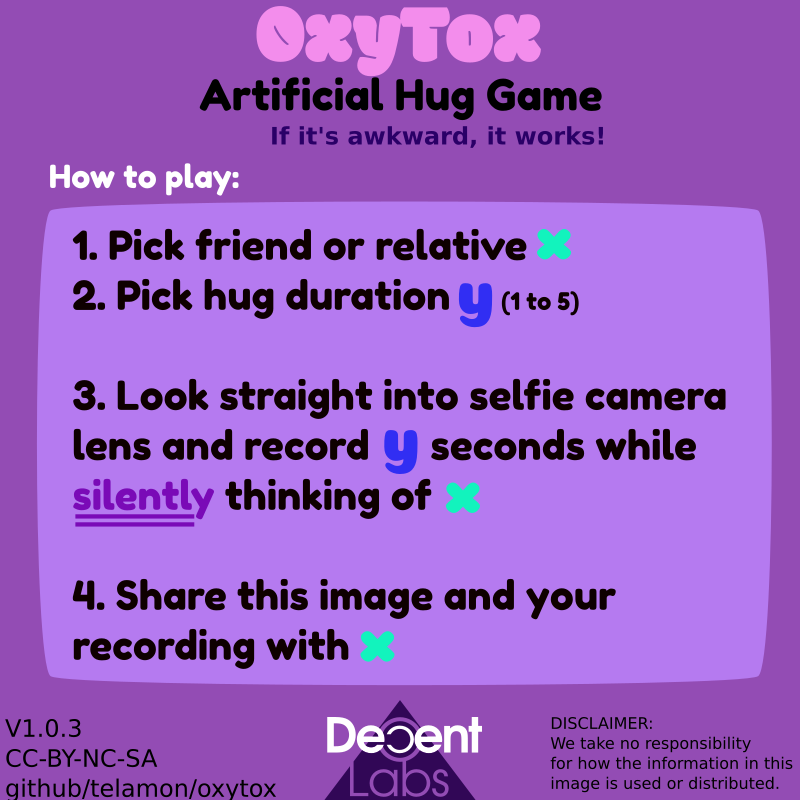 OxyTox
Artificial Hug Game
If it's awkward, it works!
How to play:
1. Pick friend or relative x
2. Pick hug duration y (1 to 5)
3. Look straight into selfie camera
lens and record y seconds while
silently thinking of x
4. Share this image and your
recording with x
V1.0.3
CC-BY-NC-SA
github/telamon/oxytox
Decent
Labs
DISCLAIMER:
We take no responsibility
for how the information in this
image is used or distributed.